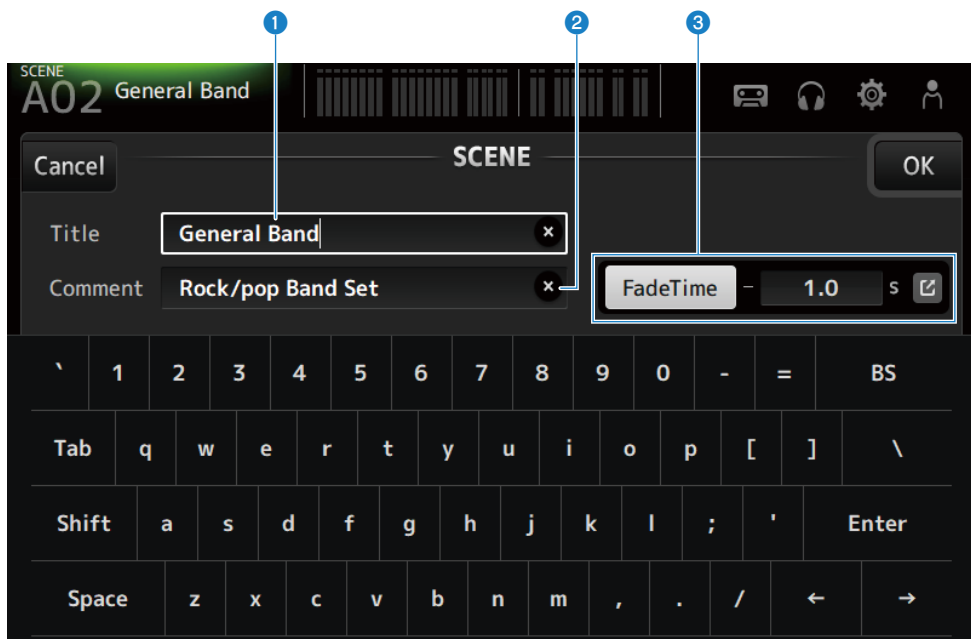 1 2 3
SCENE
A02 General Band
Cancel SCENE OK
Title General Band ×
Comment Rock/pop Band Set × FadeTime – 1.0 s
` 1 2 3 4 5 6 7 8 9 0 - = BS
Tab q w e r t y u i o p [ ] \
Shift a s d f g h j k l ; ' Enter
Space z x c v b n m , . / ← →